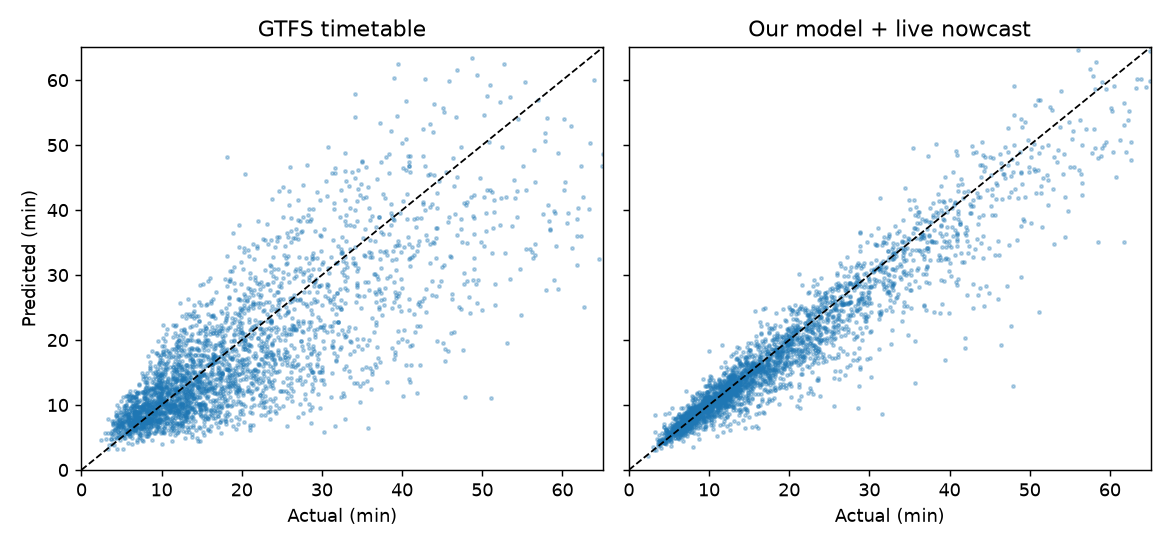 GTFS timetable
Our model + live nowcast
Predicted (min)
60
50
40
30
20
10
0
0 10 20 30 40 50 60
0 10 20 30 40 50 60
Actual (min)
Actual (min)